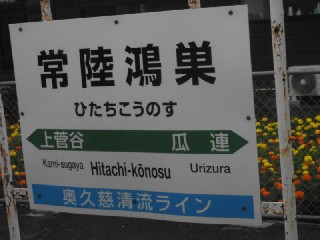 常陸鴻巣
ひたちこうのす
上菅谷 瓜連
Kami-sugaya Hitachi-kōnosu Urizura
奥久慈清流ライン